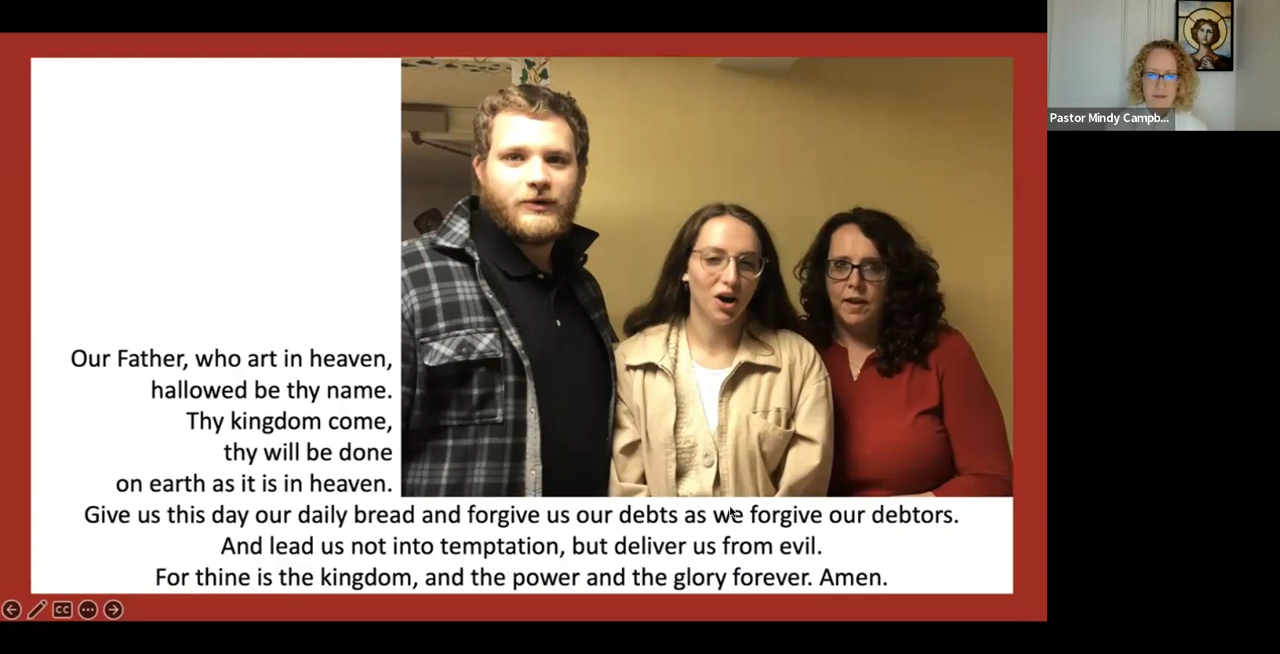 Pastor Mindy Campb...
Our Father, who art in heaven,
hallowed be thy name.
Thy kingdom come,
thy will be done
on earth as it is in heaven.
Give us this day our daily bread and forgive us our debts as we forgive our debtors.
And lead us not into temptation, but deliver us from evil.
For thine is the kingdom, and the power and the glory forever. Amen.
CC